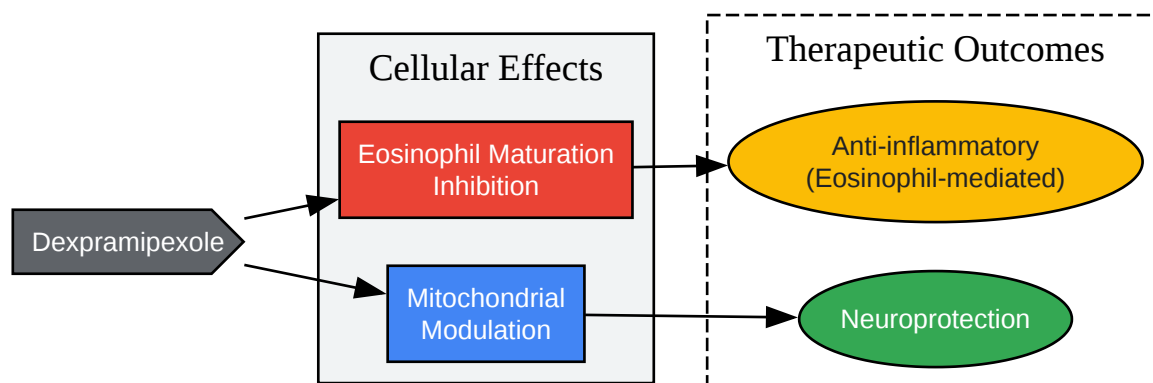 Cellular Effects
Therapeutic Outcomes
Eosinophil Maturation
Inhibition
Anti-inflammatory
(Eosinophil-mediated)
Dexpramipexole
Mitochondrial
Modulation
Neuroprotection